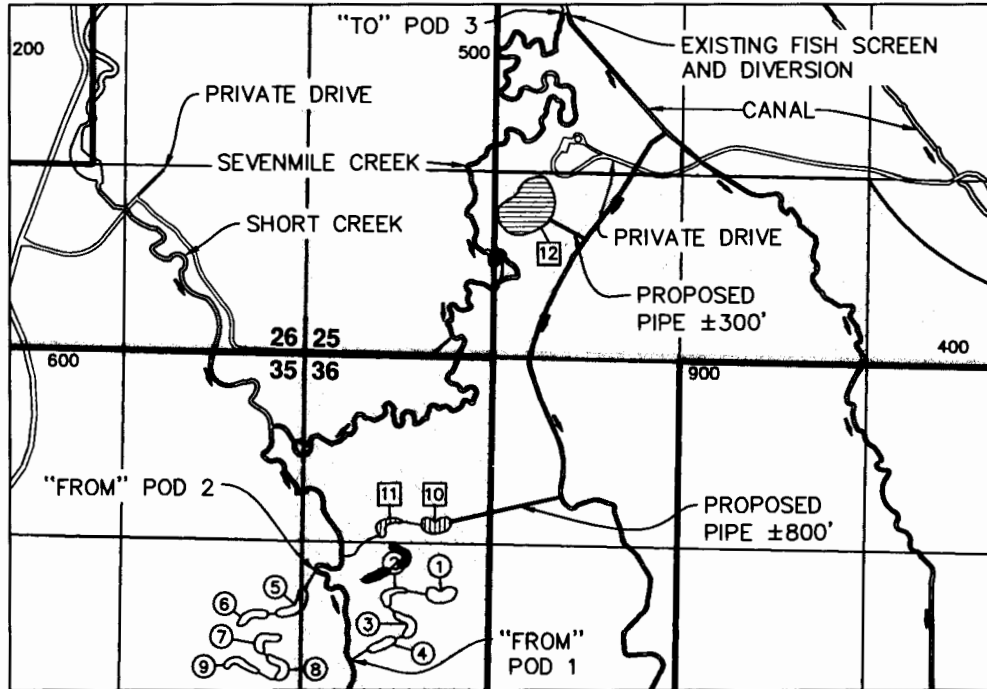 "TO" POD 3
200
500
EXISTING FISH SCREEN
AND DIVERSION
PRIVATE DRIVE
CANAL
SEVENMILE CREEK
SHORT CREEK
12
PRIVATE DRIVE
PROPOSED
PIPE ±300'
26 25
600
400
35 36
900
"FROM" POD 2
11
10
PROPOSED
PIPE ±800'
2
1
5
6
3
7
4
"FROM"
POD 1
9
8